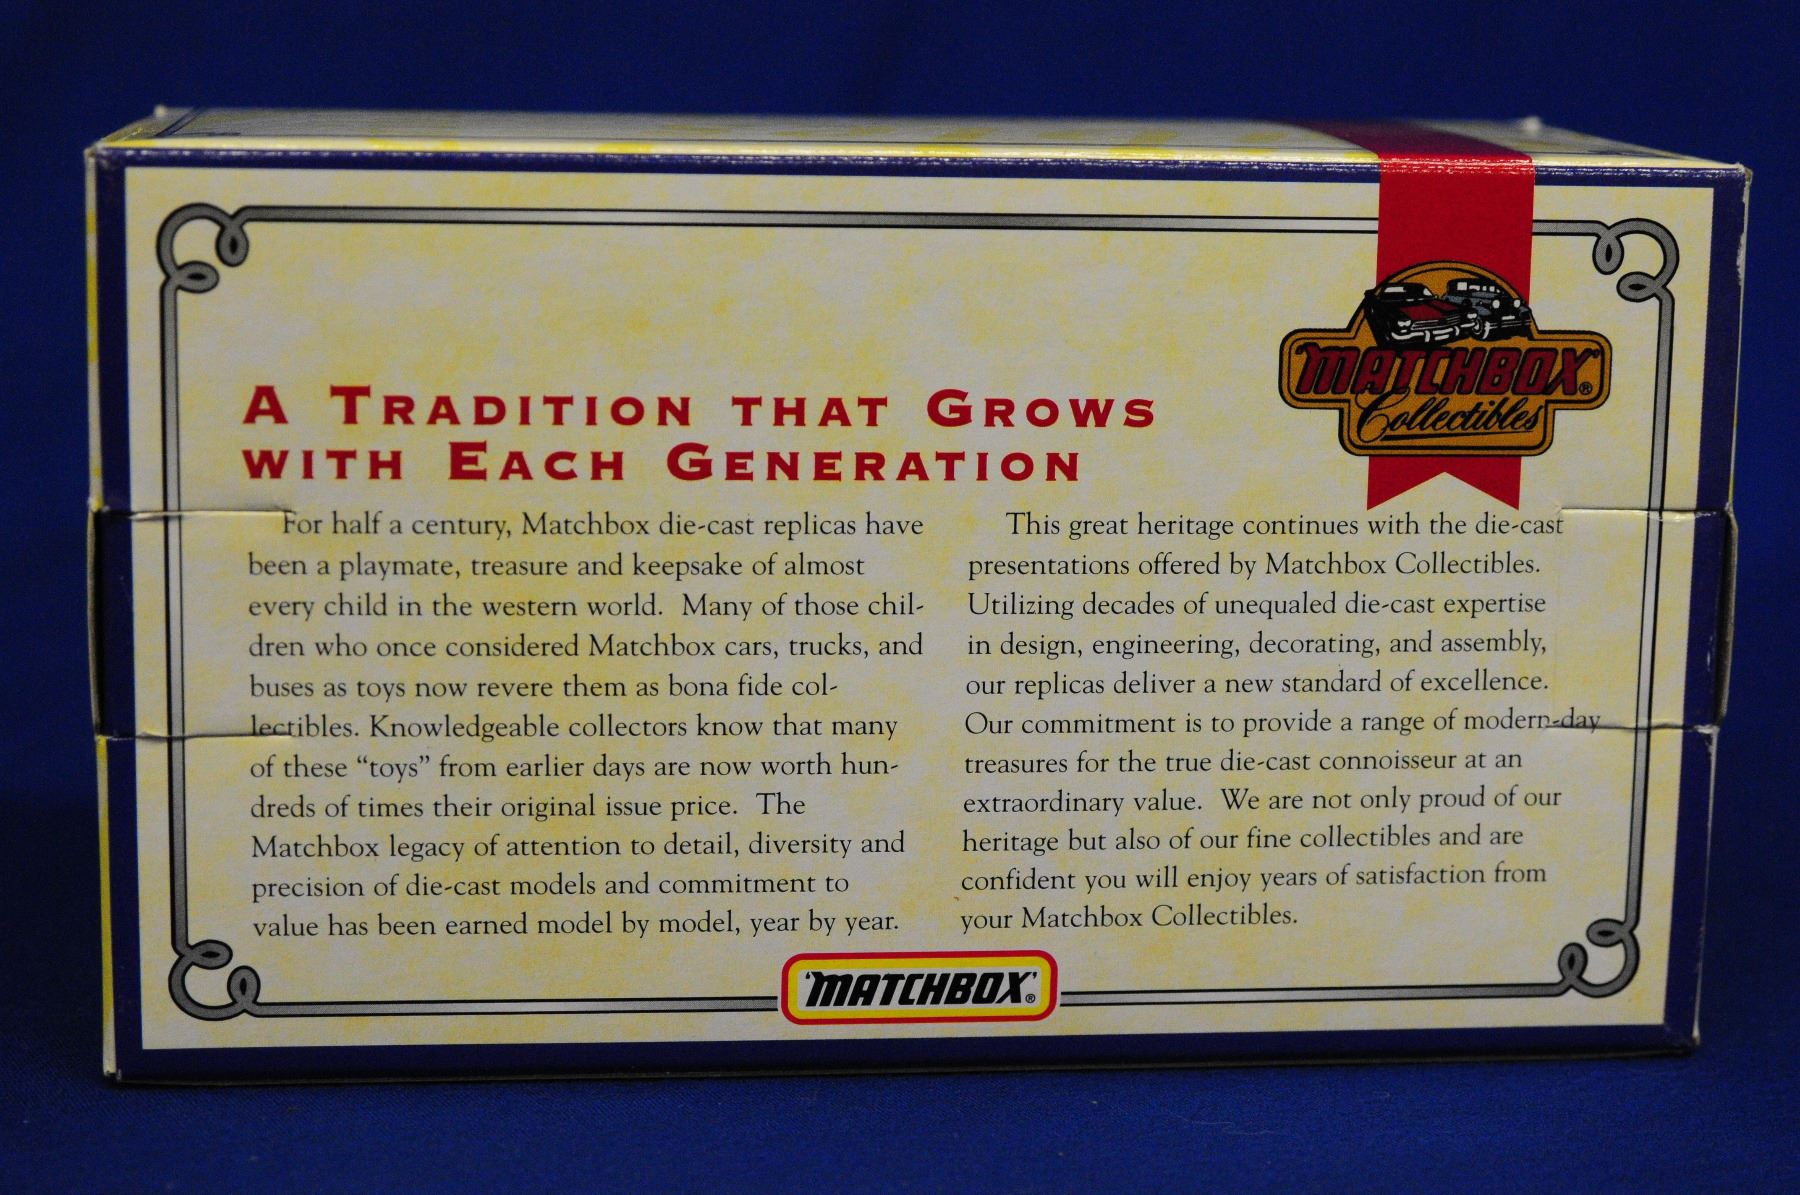 MATCHBOX®
Collectibles
A TRADITION THAT GROWS
WITH EACH GENERATION
For half a century, Matchbox die-cast replicas have
been a playmate, treasure and keepsake of almost
every child in the western world. Many of those chil-
dren who once considered Matchbox cars, trucks, and
buses as toys now revere them as bona fide col-
lectibles. Knowledgeable collectors know that many
of these “toys” from earlier days are now worth hun-
dreds of times their original issue price. The
Matchbox legacy of attention to detail, diversity and
precision of die-cast models and commitment to
value has been earned model by model, year by year.
This great heritage continues with the die-cast
presentations offered by Matchbox Collectibles.
Utilizing decades of unequaled die-cast expertise
in design, engineering, decorating, and assembly,
our replicas deliver a new standard of excellence.
Our commitment is to provide a range of modern-day
treasures for the true die-cast connoisseur at an
extraordinary value. We are not only proud of our
heritage but also of our fine collectibles and are
confident you will enjoy years of satisfaction from
your Matchbox Collectibles.
'MATCHBOX'®